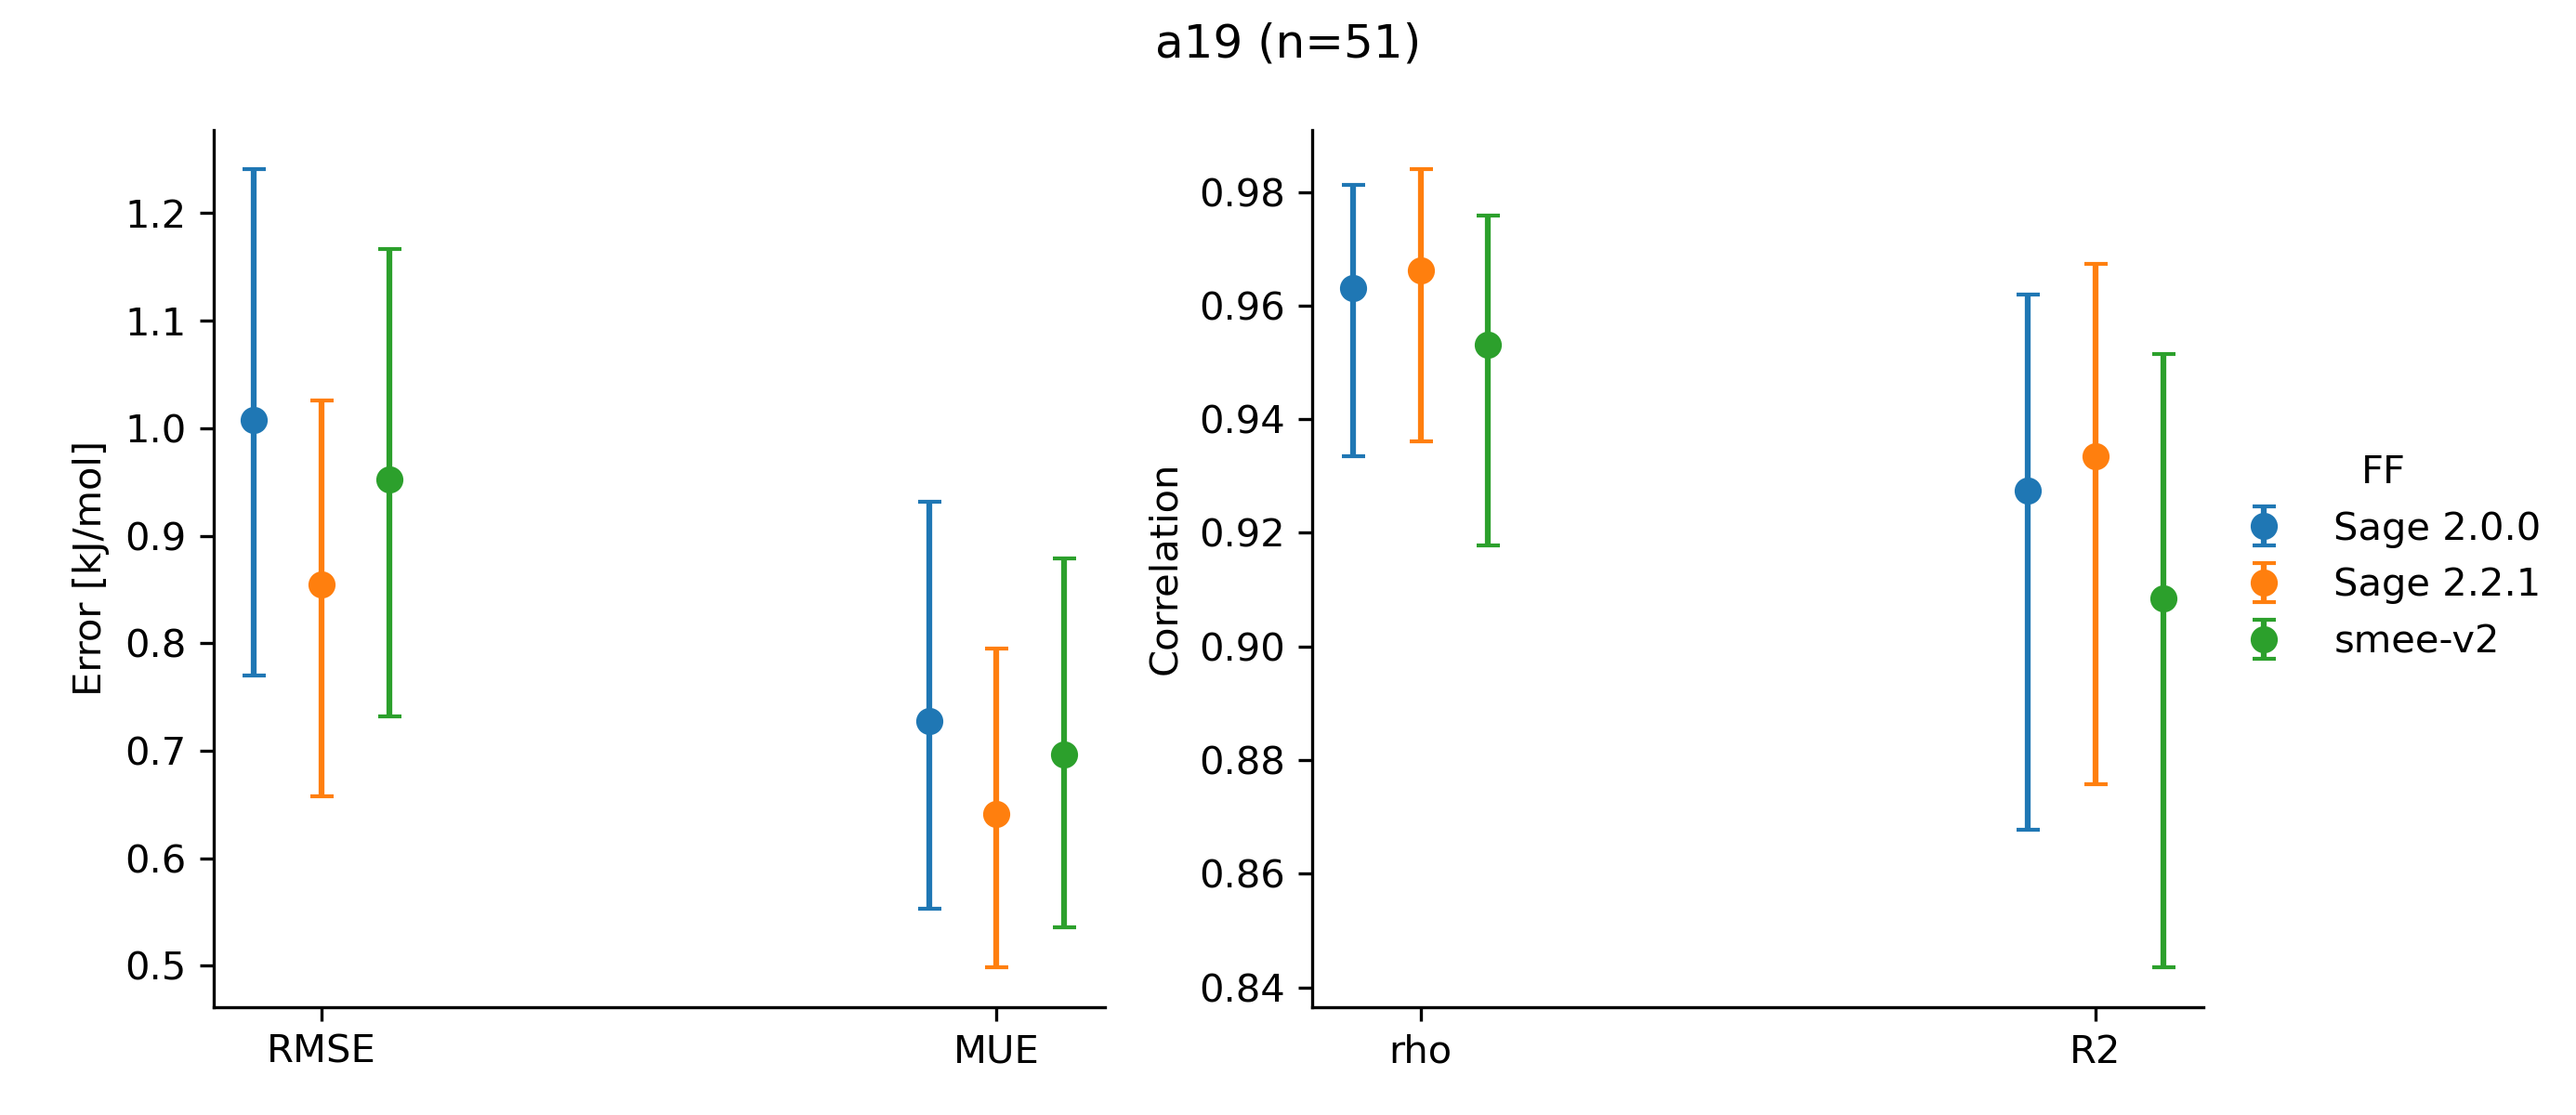 a19 (n=51)
Error [kJ/mol]
1.2
1.1
1.0
0.9
0.8
0.7
0.6
0.5
RMSE
MUE
Correlation
0.98
0.96
0.94
0.92
0.90
0.88
0.86
0.84
rho
R2
FF
Sage 2.0.0
Sage 2.2.1
smee-v2